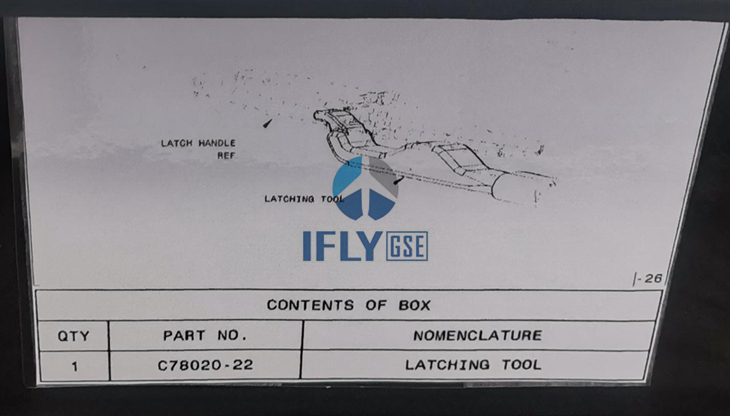 LATCH HANDLE
REF
LATCHING TOOL
IFLY GSE
-26
CONTENTS OF BOX
QTY PART NO. NOMENCLATURE
1 C78020-22 LATCHING TOOL